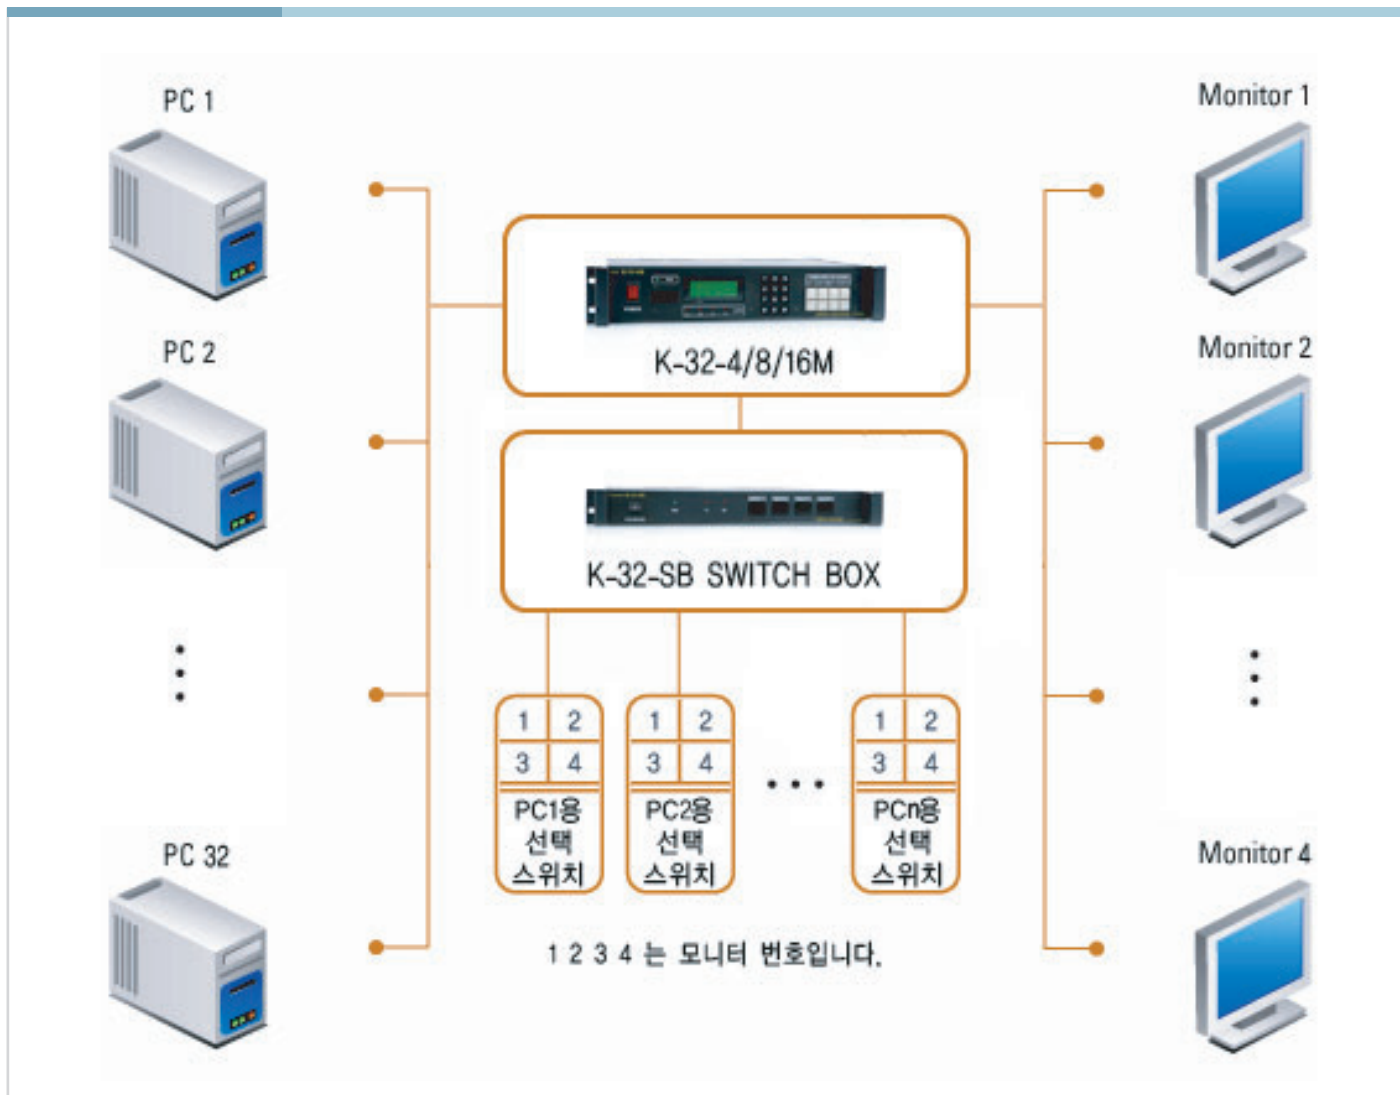 PC 1
Monitor 1
K-32-4/8/16M
PC 2
Monitor 2
K-32-SB SWITCH BOX
1 2
3 4
PC1용
선택
스위치
1 2
3 4
PC2용
선택
스위치
1 2
3 4
PCn용
선택
스위치
PC 32
Monitor 4
1 2 3 4 는 모니터 번호입니다.